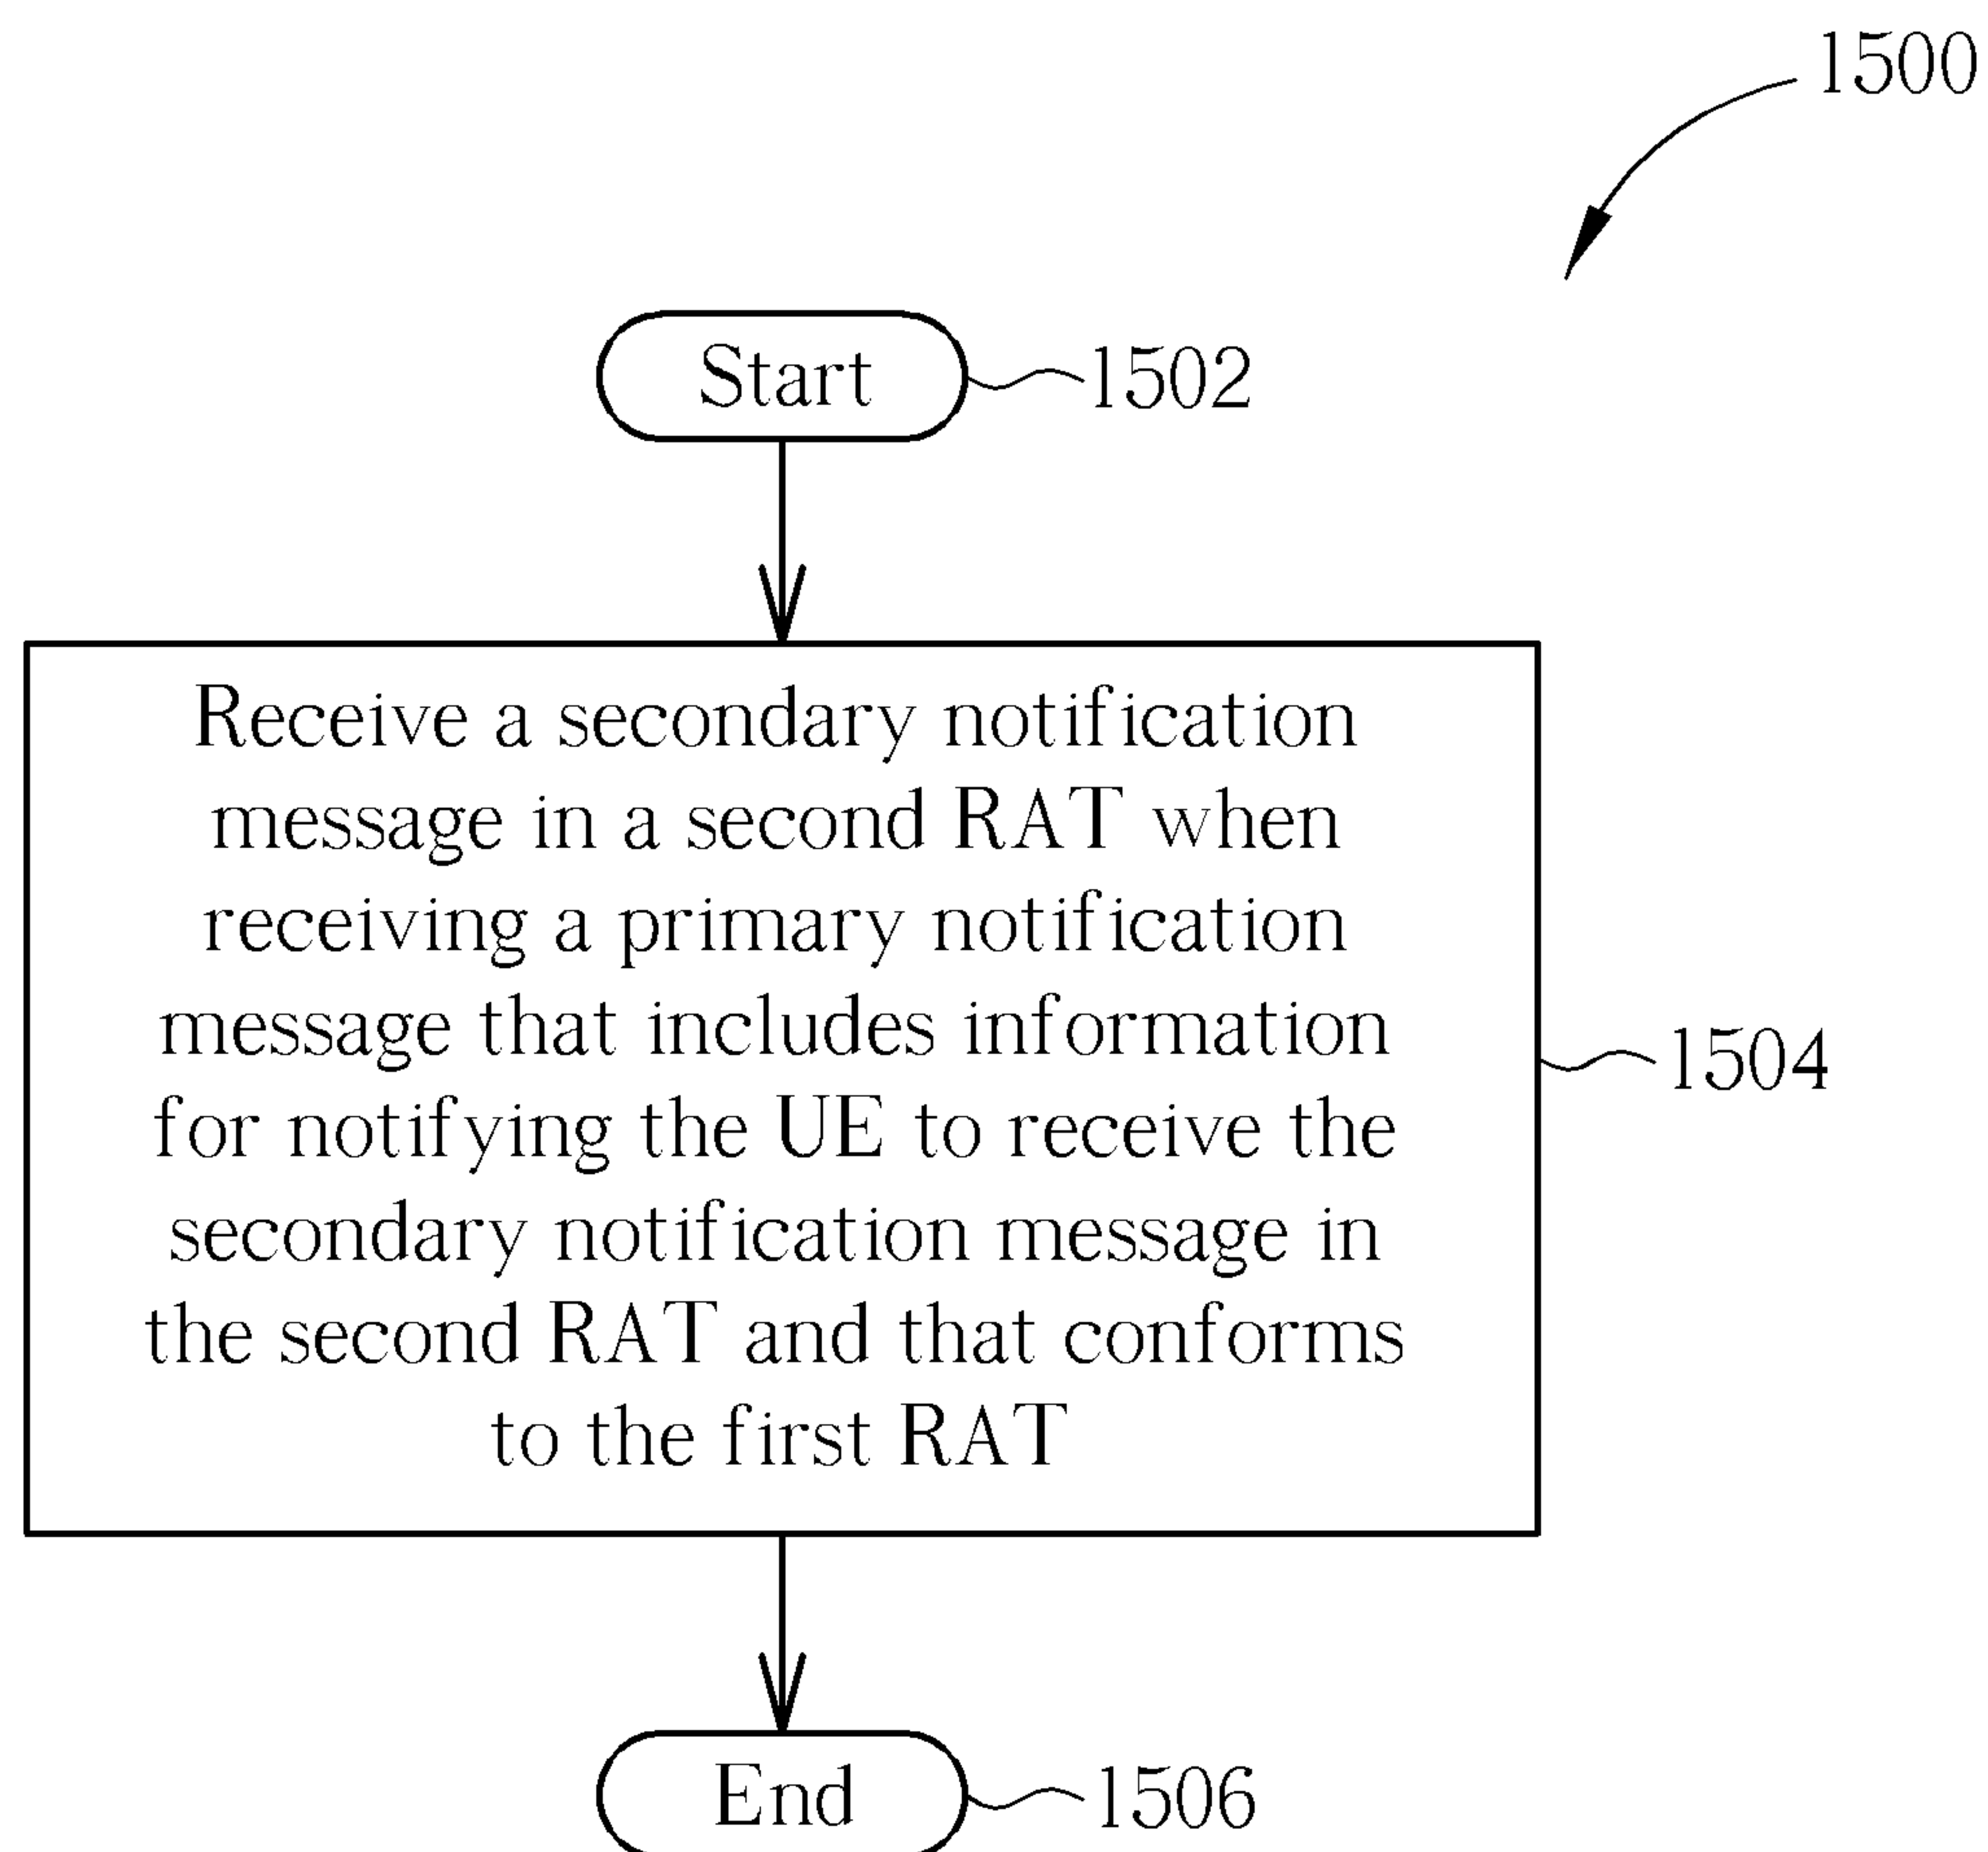 1500
Start
1502
Receive a secondary notification
message in a second RAT when
receiving a primary notification
message that includes information
for notifying the UE to receive the
secondary notification message in
the second RAT and that conforms
to the first RAT
1504
End
1506